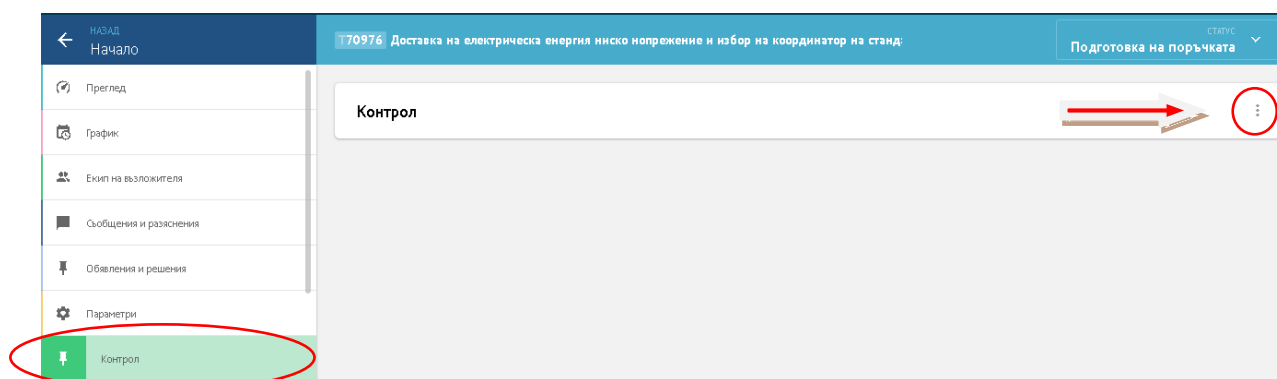 НАЗАД
Начало
T70976 Доставка на електрическа енергия ниско нопрежение и избор на координатор на станд:
СТАТУС
Подготовка на поръчката
Преглед
График
Екип на възложителя
Съобщения и разяснения
Обявления и решения
Параметри
Контрол
Контрол